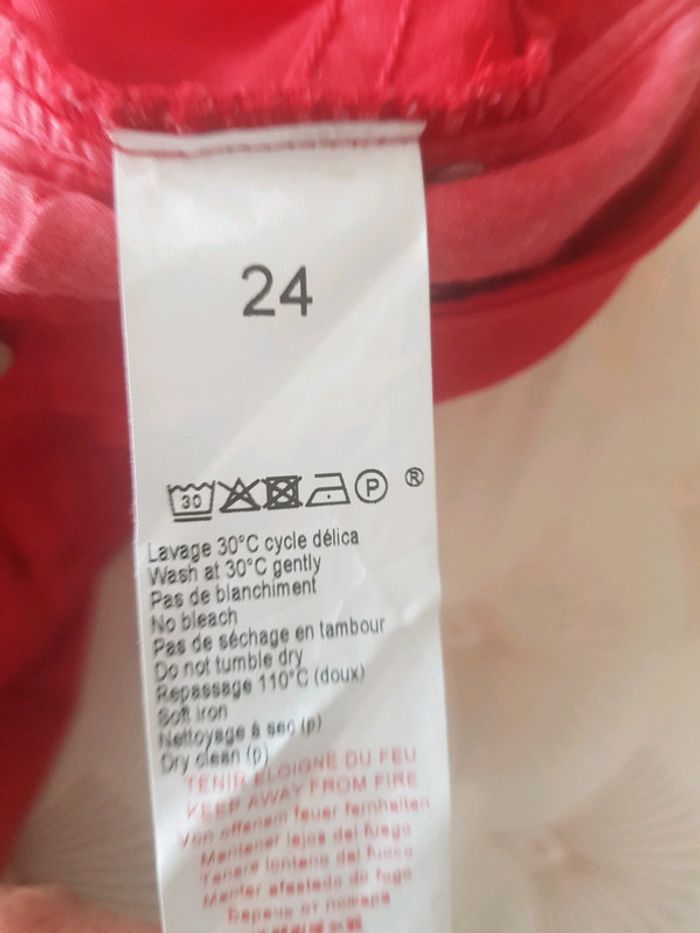 24
30 P ®
Lavage 30°C cycle délica
Wash at 30°C gently
Pas de blanchiment
No bleach
Pas de séchage en tambour
Do not tumble dry
Repassage 110°C (doux)
Soft iron
Nettoyage à sec (p)
Dry clean (p)
TENIR ELOIGNE DU FEU
KEEP AWAY FROM FIRE
Von offenem feuer fernhalten
Mantener lejos del fuego
Tenere lontano dal fuoco
Manter afastado do fogo